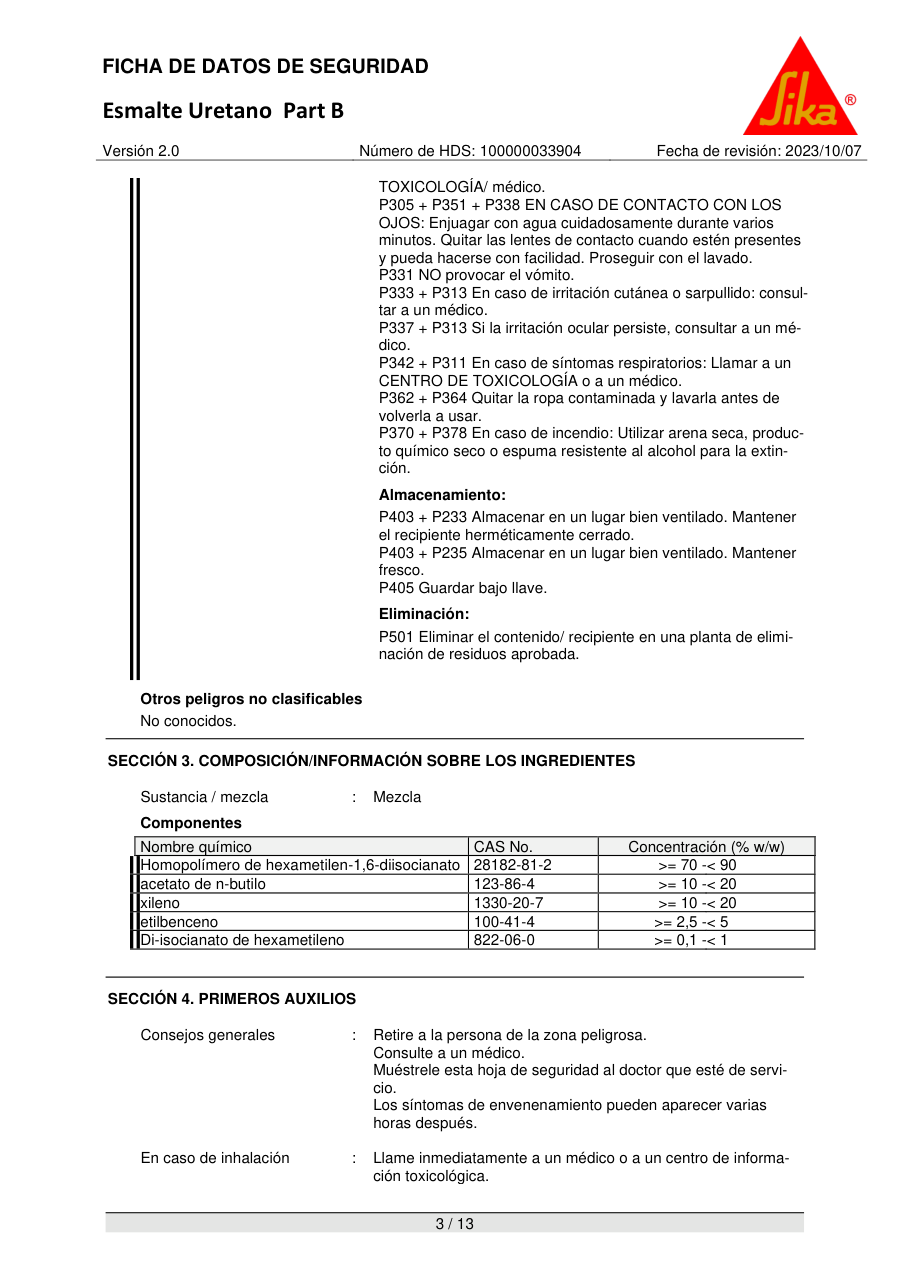 FICHA DE DATOS DE SEGURIDAD
Esmalte Uretano Part B
Sika®
Versión 2.0 Número de HDS: 100000033904 Fecha de revisión: 2023/10/07
TOXICOLOGÍA/ médico.
P305 + P351 + P338 EN CASO DE CONTACTO CON LOS
OJOS: Enjuagar con agua cuidadosamente durante varios
minutos. Quitar las lentes de contacto cuando estén presentes
y pueda hacerse con facilidad. Proseguir con el lavado.
P331 NO provocar el vómito.
P333 + P313 En caso de irritación cutánea o sarpullido: consul-
tar a un médico.
P337 + P313 Si la irritación ocular persiste, consultar a un mé-
dico.
P342 + P311 En caso de síntomas respiratorios: Llamar a un
CENTRO DE TOXICOLOGÍA o a un médico.
P362 + P364 Quitar la ropa contaminada y lavarla antes de
volverla a usar.
P370 + P378 En caso de incendio: Utilizar arena seca, produc-
to químico seco o espuma resistente al alcohol para la extin-
ción.
Almacenamiento:
P403 + P233 Almacenar en un lugar bien ventilado. Mantener
el recipiente herméticamente cerrado.
P403 + P235 Almacenar en un lugar bien ventilado. Mantener
fresco.
P405 Guardar bajo llave.
Eliminación:
P501 Eliminar el contenido/ recipiente en una planta de elimi-
nación de residuos aprobada.
Otros peligros no clasificables
No conocidos.
SECCIÓN 3. COMPOSICIÓN/INFORMACIÓN SOBRE LOS INGREDIENTES
Sustancia / mezcla : Mezcla
Componentes
Nombre químico CAS No. Concentración (% w/w)
Homopolímero de hexametilen-1,6-diisocianato 28182-81-2 >= 70 -< 90
acetato de n-butilo 123-86-4 >= 10 -< 20
xileno 1330-20-7 >= 10 -< 20
etilbenceno 100-41-4 >= 2,5 -< 5
Di-isocianato de hexametileno 822-06-0 >= 0,1 -< 1
SECCIÓN 4. PRIMEROS AUXILIOS
Consejos generales : Retire a la persona de la zona peligrosa.
Consulte a un médico.
Muéstrele esta hoja de seguridad al doctor que esté de servi-
cio.
Los síntomas de envenenamiento pueden aparecer varias
horas después.
En caso de inhalación : Llame inmediatamente a un médico o a un centro de informa-
ción toxicológica.
3 / 13